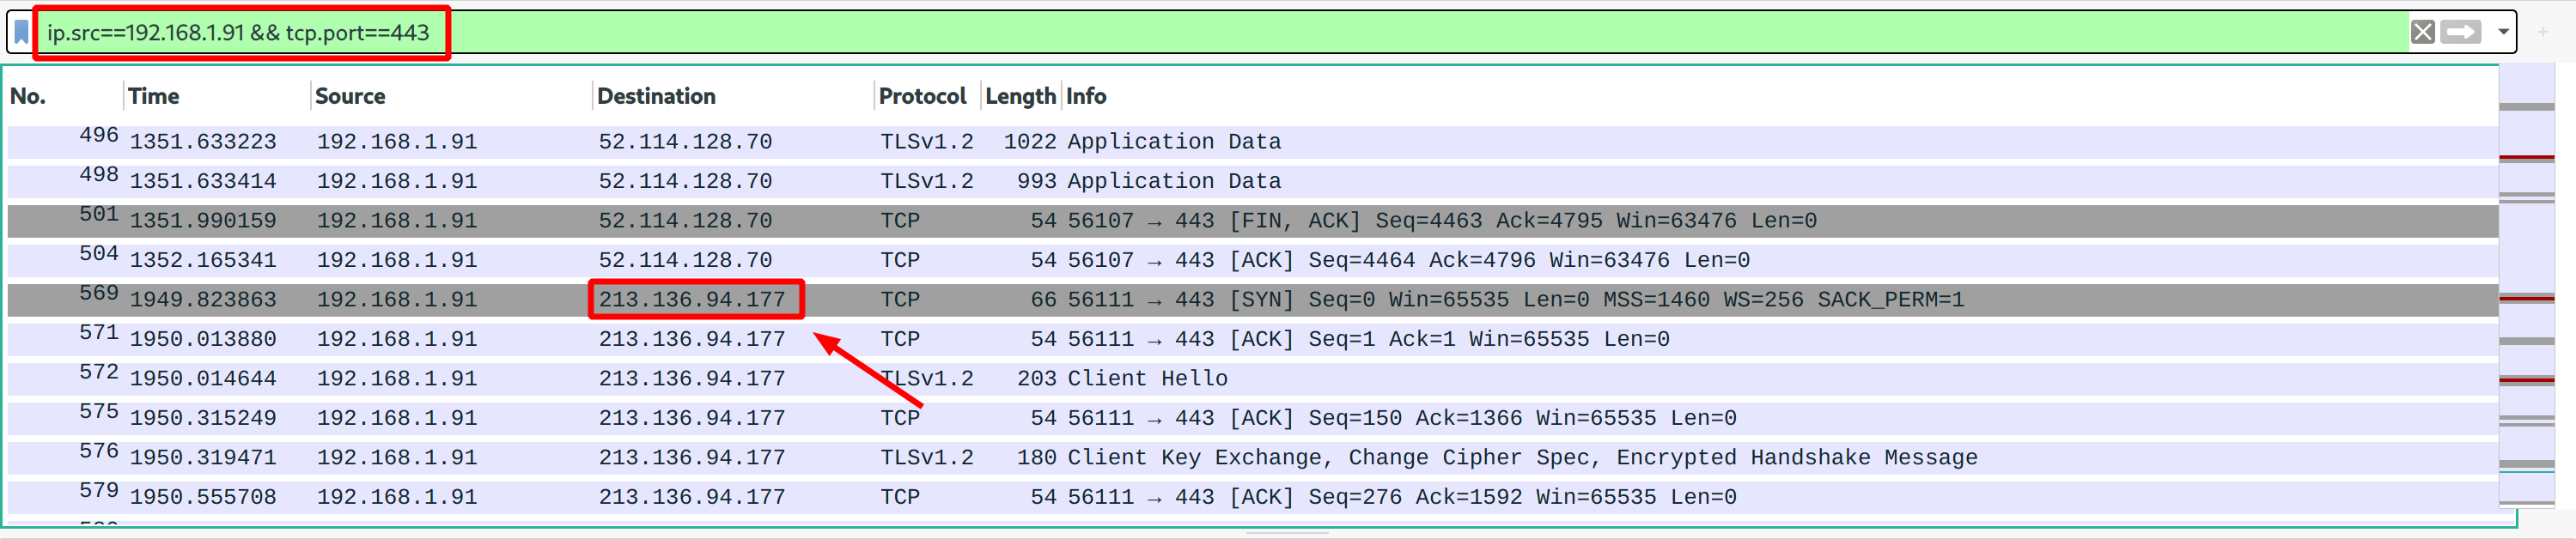 ip.src==192.168.1.91 && tcp.port==443
No. Time Source Destination Protocol Length Info
496 1351.633223 192.168.1.91 52.114.128.70 TLSv1.2 1022 Application Data
498 1351.633414 192.168.1.91 52.114.128.70 TLSv1.2 993 Application Data
501 1351.990159 192.168.1.91 52.114.128.70 TCP 54 56107 → 443 [FIN, ACK] Seq=4463 Ack=4795 Win=63476 Len=0
504 1352.165341 192.168.1.91 52.114.128.70 TCP 54 56107 → 443 [ACK] Seq=4464 Ack=4796 Win=63476 Len=0
569 1949.823863 192.168.1.91 213.136.94.177 TCP 66 56111 → 443 [SYN] Seq=0 Win=65535 Len=0 MSS=1460 WS=256 SACK_PERM=1
571 1950.013880 192.168.1.91 213.136.94.177 TCP 54 56111 → 443 [ACK] Seq=1 Ack=1 Win=65535 Len=0
572 1950.014644 192.168.1.91 213.136.94.177 TLSv1.2 203 Client Hello
575 1950.315249 192.168.1.91 213.136.94.177 TCP 54 56111 → 443 [ACK] Seq=150 Ack=1366 Win=65535 Len=0
576 1950.319471 192.168.1.91 213.136.94.177 TLSv1.2 180 Client Key Exchange, Change Cipher Spec, Encrypted Handshake Message
579 1950.555708 192.168.1.91 213.136.94.177 TCP 54 56111 → 443 [ACK] Seq=276 Ack=1592 Win=65535 Len=0